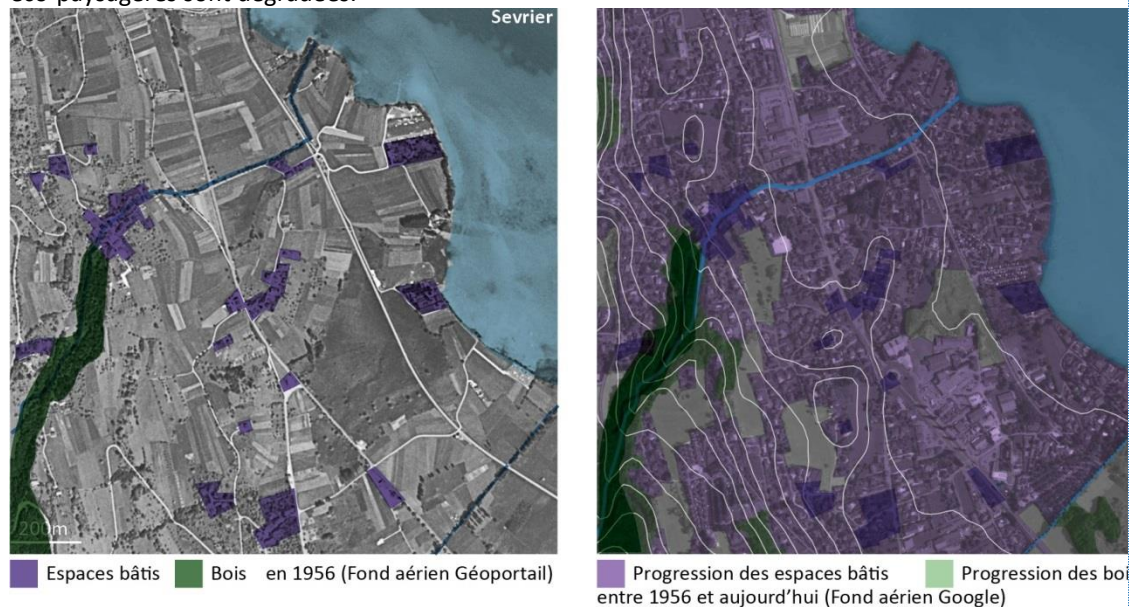 Sevrier
200m
Espaces bâtis Bois en 1956 (Fond aérien Géoportail)
Progression des espaces bâtis Progression des boi
entre 1956 et aujourd'hui (Fond aérien Google)